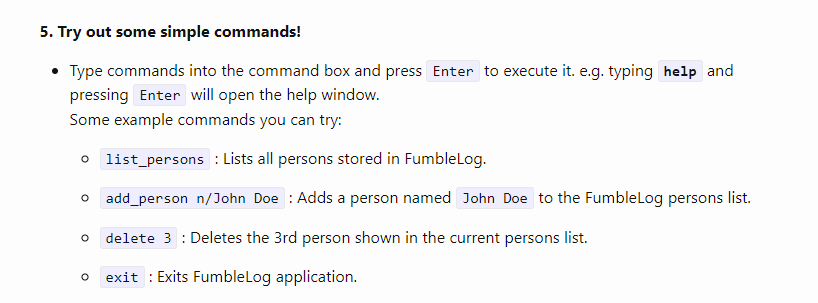 5. Try out some simple commands!
Type commands into the command box and press Enter to execute it. e.g. typing help and
pressing Enter will open the help window.
Some example commands you can try:
list_persons : Lists all persons stored in FumbleLog.
add_person n/John Doe : Adds a person named John Doe to the FumbleLog persons list.
delete 3 : Deletes the 3rd person shown in the current persons list.
exit : Exits FumbleLog application.